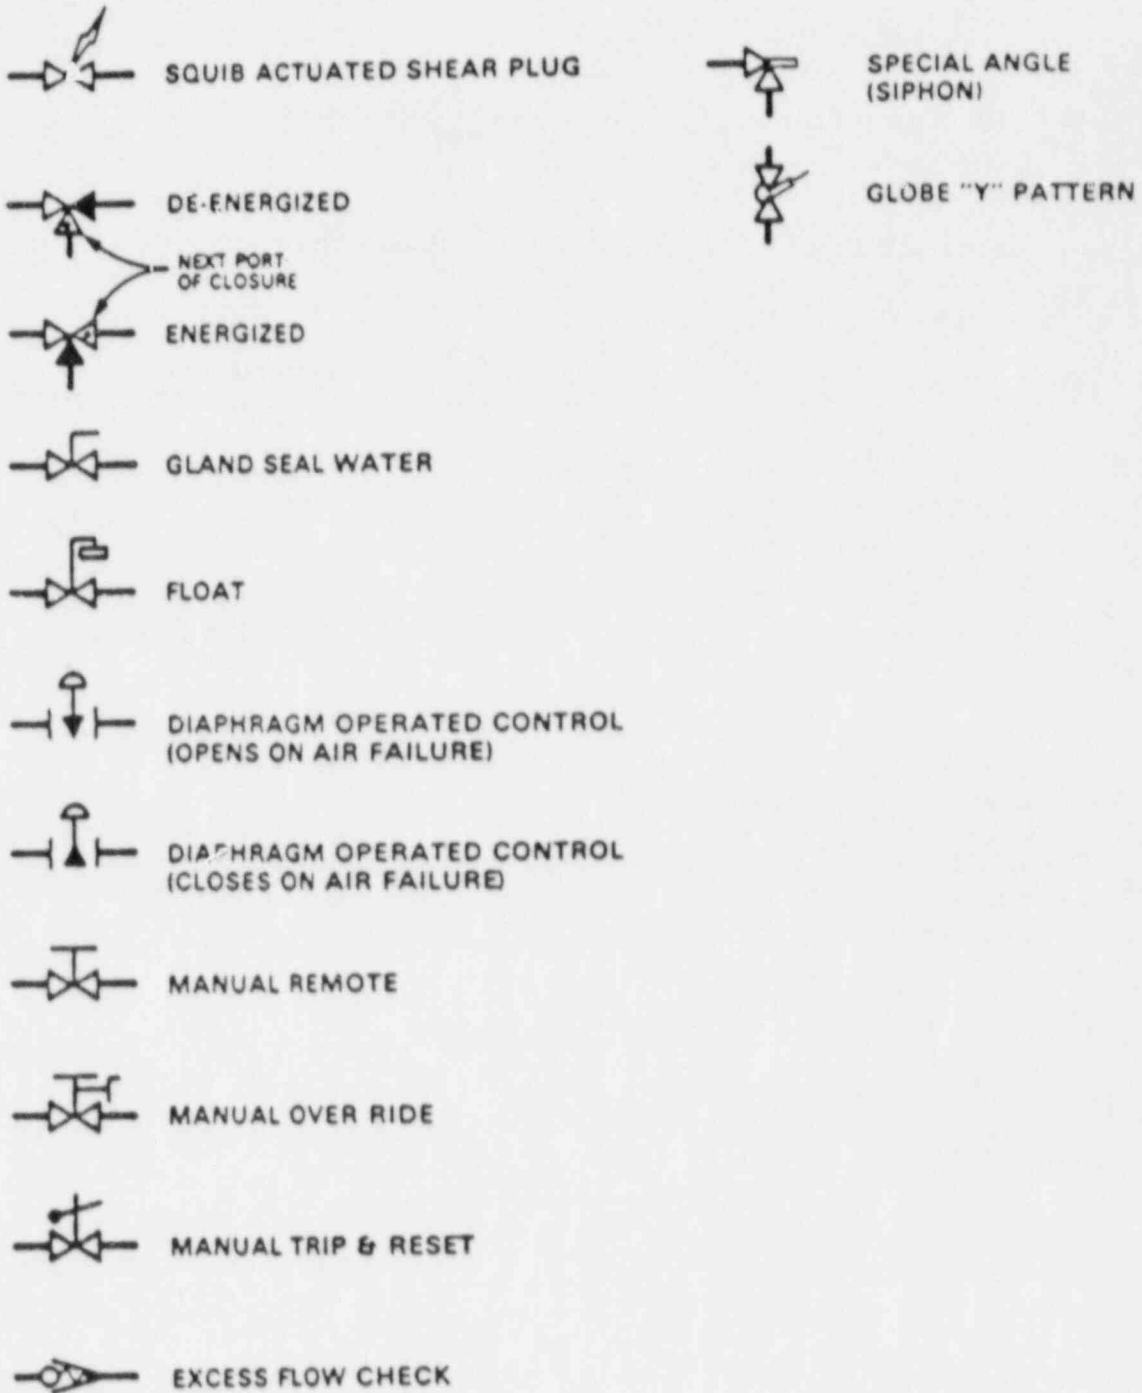 SQUIB ACTUATED SHEAR PLUG
DE-ENERGIZED
NEXT PORT
OF CLOSURE
ENERGIZED
GLAND SEAL WATER
FLOAT
DIAPHRAGM OPERATED CONTROL
(OPENS ON AIR FAILURE)
DIAPHRAGM OPERATED CONTROL
(CLOSES ON AIR FAILURE)
MANUAL REMOTE
MANUAL OVER RIDE
MANUAL TRIP & RESET
EXCESS FLOW CHECK
SPECIAL ANGLE
(SIPHON)
GLOBE "Y" PATTERN